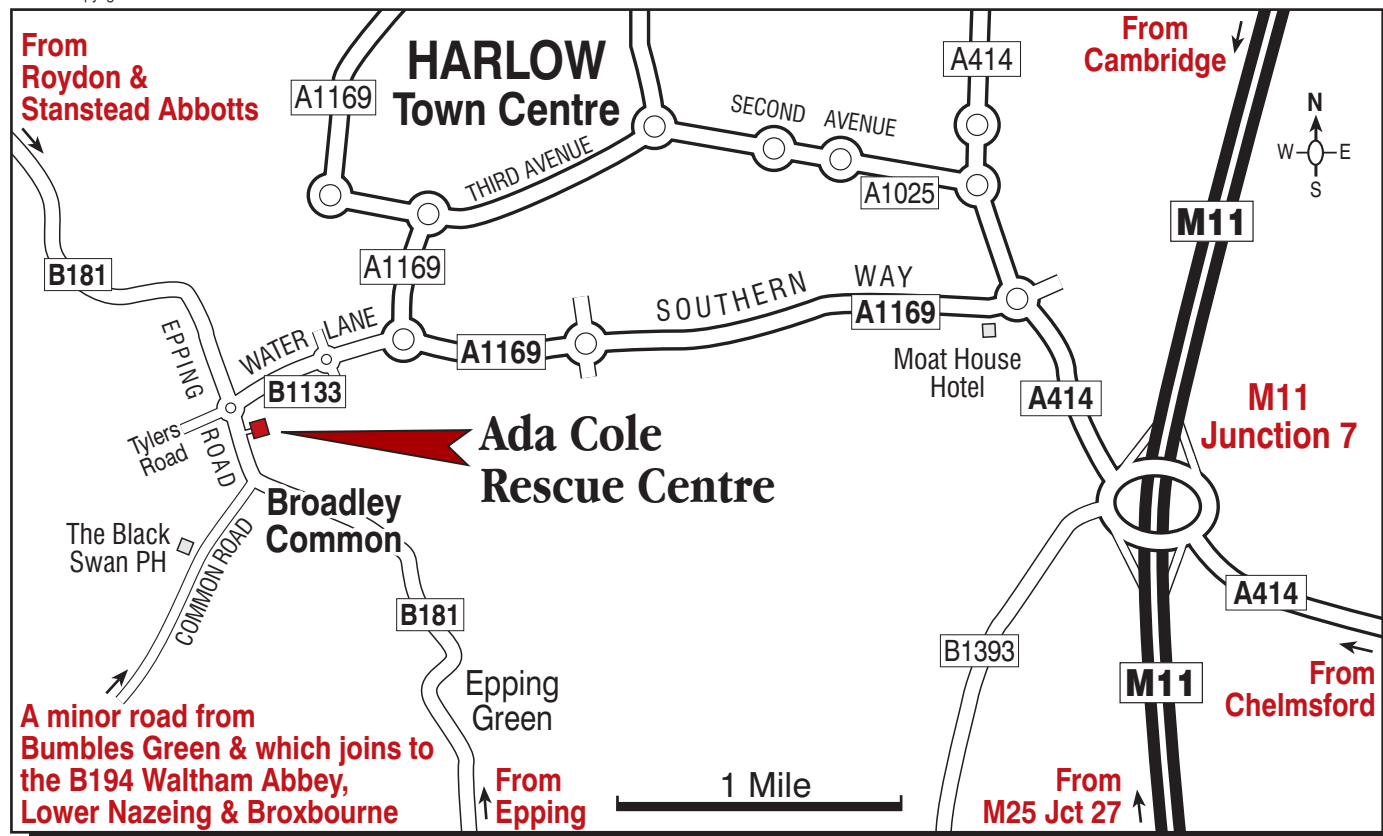 From
Roydon &
Stanstead Abbotts
A1169
HARLOW
Town Centre
A414
From
Cambridge
N
W E
S
SECOND AVENUE
THIRD AVENUE
A1025
M11
B181
A1169
SOUTHERN WAY
A1169
EPPING ROAD
WATER LANE
A1169
Moat House
Hotel
B1133
A414
M11
Junction 7
Tylers
Road
Ada Cole
Rescue Centre
Broadley
Common
The Black
Swan PH
COMMON ROAD
A414
B181
B1393
M11
From
Chelmsford
Epping
Green
A minor road from
Bumbles Green & which joins to
the B194 Waltham Abbey,
Lower Nazeing & Broxbourne
From
Epping
1 Mile
From
M25 Jct 27